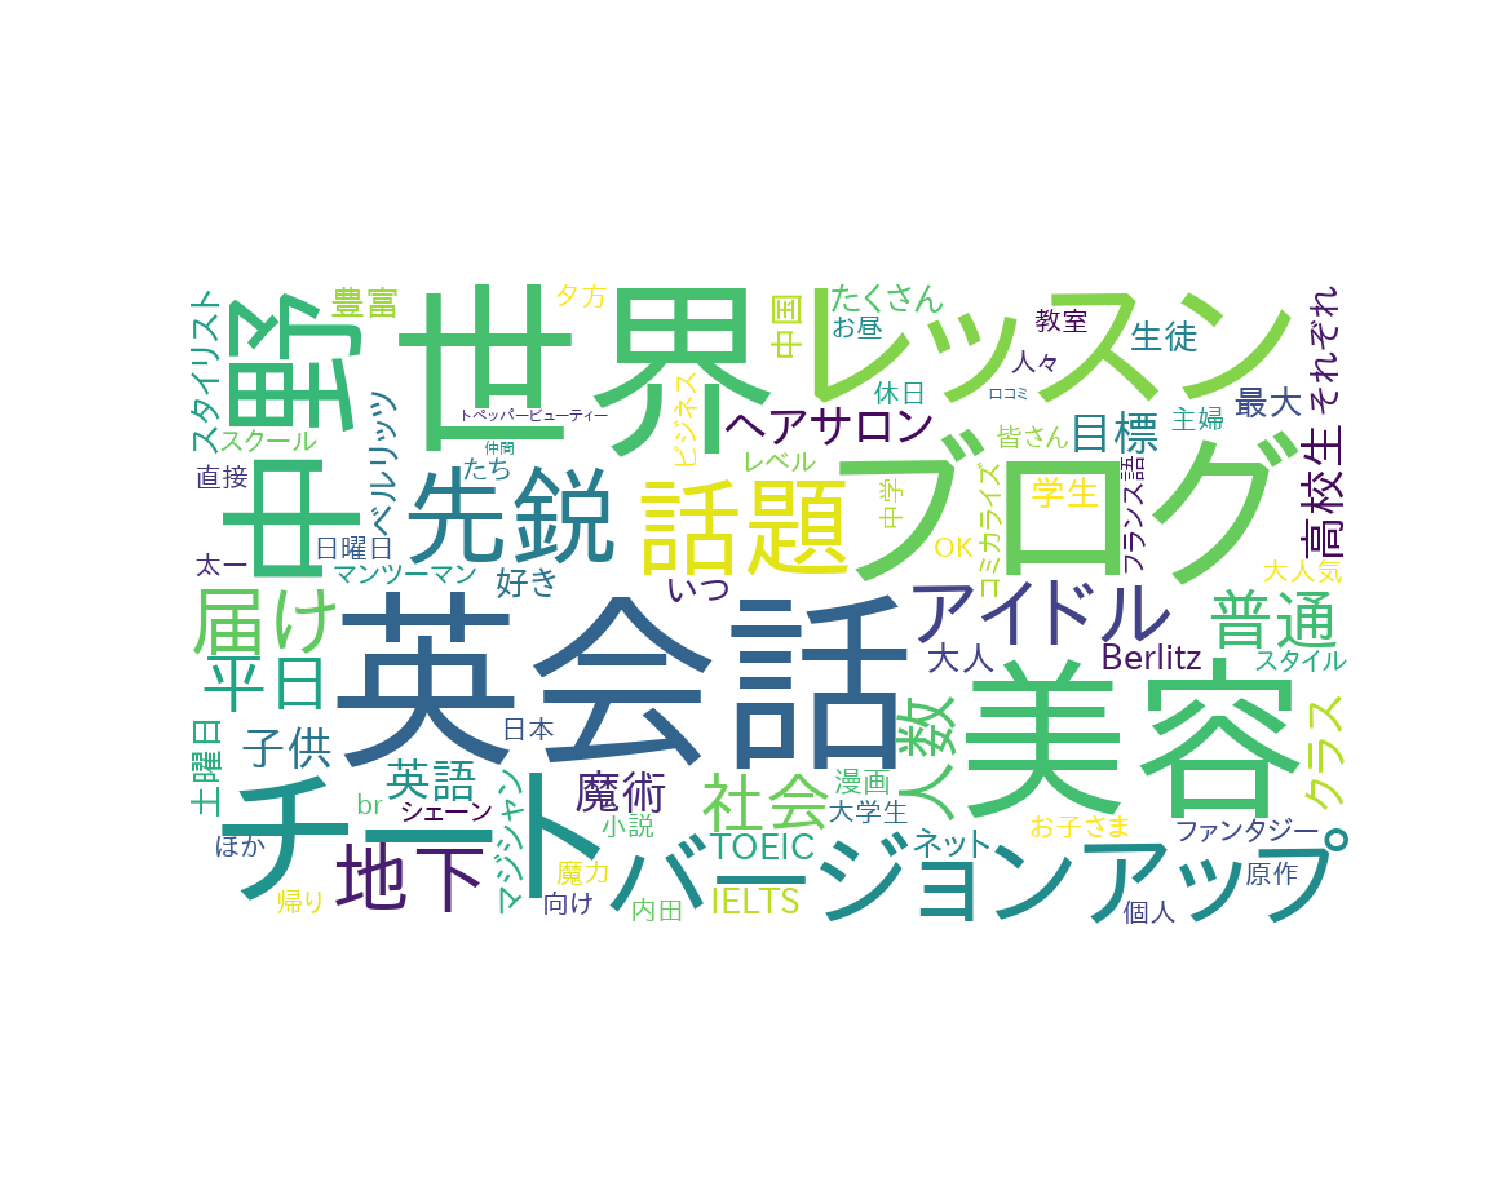 スタイリスト
中野
豊富
世界
夕方
中国
レッスン
たくさん
お昼
教室
人々
生徒
それぞれ
休日
口コミ
最大
主婦
目標
皆さん
ヘアサロン
ビジネス
トペッパービューティー
仲間
たち
スクール
直接
ベルリッツ
先鋭
レベル
話題
ブログ
中学
コミカライズ
学生
フランス語
高校生
OK
大人気
日曜日
太一
マンツーマン
好き
いつ
アイドル
届け
普通
英会話
大人
Berlitz
スタイル
平日
美容
人数
クラス
土曜日
子供
日本
英語
br
シェーン
マジシャン
魔術
小説
社会
漫画
大学生
お子さま
ファンタジー
チート
ほか
地下
バージョンアップ
TOEIC
ネット
原作
魔力
帰り
向け
内田
IELTS
個人